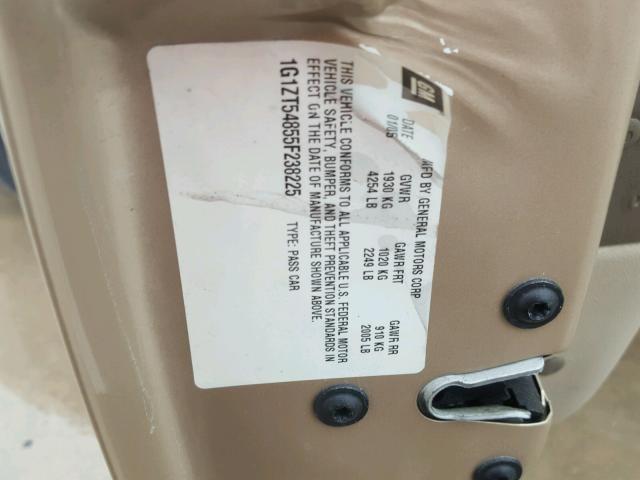 GM
MFD BY GENERAL MOTORS CORP
DATE GVWR GAWR FRT GAWR RR
01/05 1930 KG 1020 KG 910 KG
4254 LB 2249 LB 2005 LB
THIS VEHICLE CONFORMS TO ALL APPLICABLE U.S. FEDERAL MOTOR
VEHICLE SAFETY, BUMPER, AND THEFT PREVENTION STANDARDS IN
EFFECT ON THE DATE OF MANUFACTURE SHOWN ABOVE.
1G1ZT54855F238225 TYPE: PASS CAR